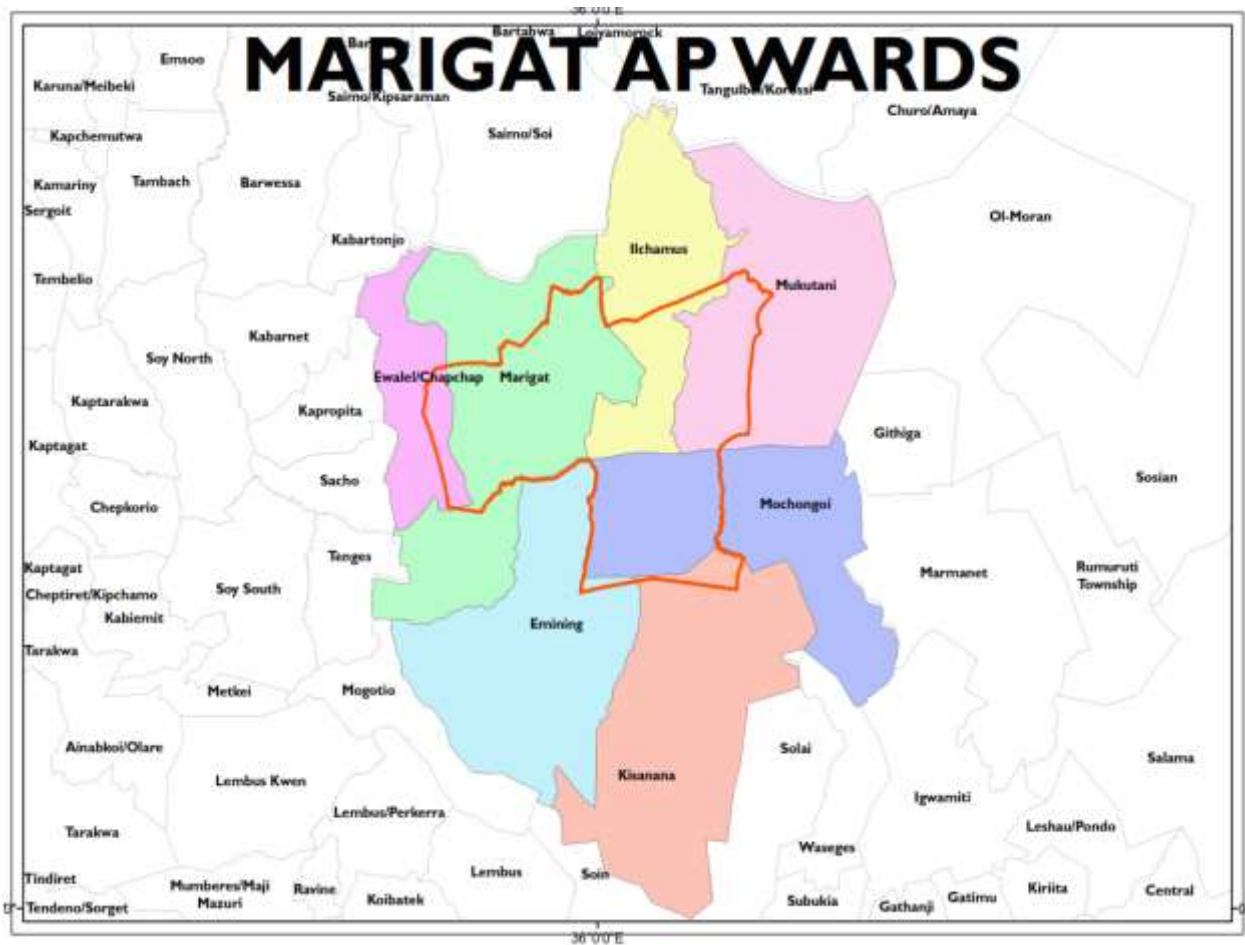 36°0'0"E
MARIGAT AP WARDS
Bartabwa
Loiyamorock
Emsoo
Karuna/Meibeki
Sairno/Kipsaraman
Tangulbei/Korossi
Churo/Amaya
Kapchemutwa
Sairno/Soi
Kamariny
Tambach
Barwessa
Sergoit
Ol-Moran
Kabartonjo
Ilchamus
Tembelio
Mukutani
Kabarnet
Soy North
Ewalel/Chapchap
Marigat
Kaptarakwa
Kapropita
Githiga
Kaptagat
Sacho
Sosian
Chepkorio
Mochongoi
Tenges
Kaptagat
Marmanet
Rumuruti
Township
Cheptiret/Kipchamo
Soy South
Kabiemit
Emining
Tarakwa
Metkei
Mogotio
Ainabkoi/Olare
Solai
Salama
Lembus Kwen
Kisanana
Igwamiti
Lembus/Perkerra
Tarakwa
Leshau/Pondo
Waseges
Lembus
Soin
Tindiret
Mumberes/Maji
Mazuri
Ravine
Koibatek
Kiriita
Central
Tendeno/Sorget
Subukia
Gathanji
Gatimu
36°0'0"E